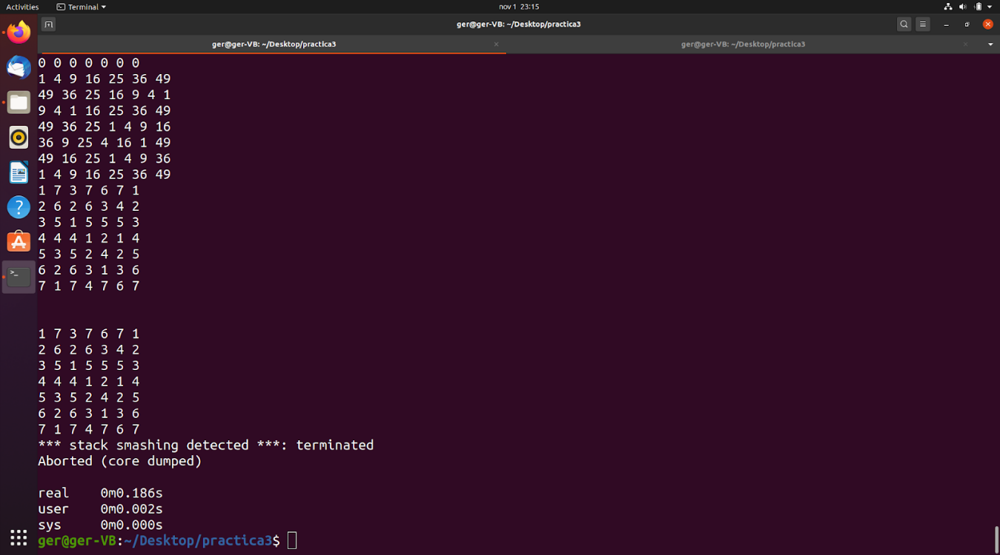 Activities Terminal nov 1 23:15
ger@ger-VB: ~/Desktop/practica3
ger@ger-VB: ~/Desktop/practica3 ger@ger-VB: ~/Desktop/practica3
0 0 0 0 0 0 0
1 4 9 16 25 36 49
49 36 25 16 9 4 1
9 4 1 16 25 36 49
49 36 25 1 4 9 16
36 9 25 4 16 1 49
49 16 25 1 4 9 36
1 4 9 16 25 36 49
1 7 3 7 6 7 1
2 6 2 6 3 4 2
3 5 1 5 5 5 3
4 4 4 1 2 1 4
5 3 5 2 4 2 5
6 2 6 3 1 3 6
7 1 7 4 7 6 7
1 7 3 7 6 7 1
2 6 2 6 3 4 2
3 5 1 5 5 5 3
4 4 4 1 2 1 4
5 3 5 2 4 2 5
6 2 6 3 1 3 6
7 1 7 4 7 6 7
*** stack smashing detected ***: terminated
Aborted (core dumped)
real 0m0.186s
user 0m0.002s
sys 0m0.000s
ger@ger-VB:~/Desktop/practica3$